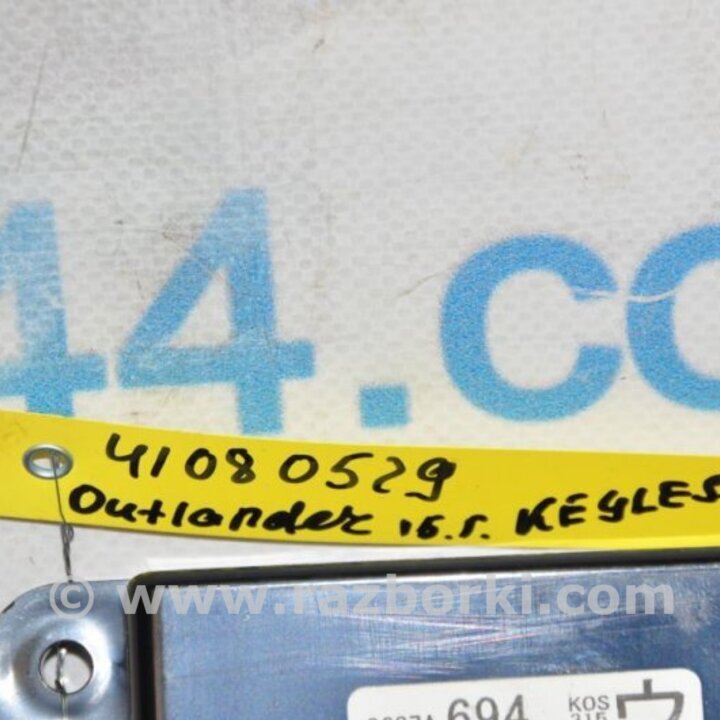 44.co
41080529
Outlander 16.г. KEYLES
© www.razborki.com
694 KOS